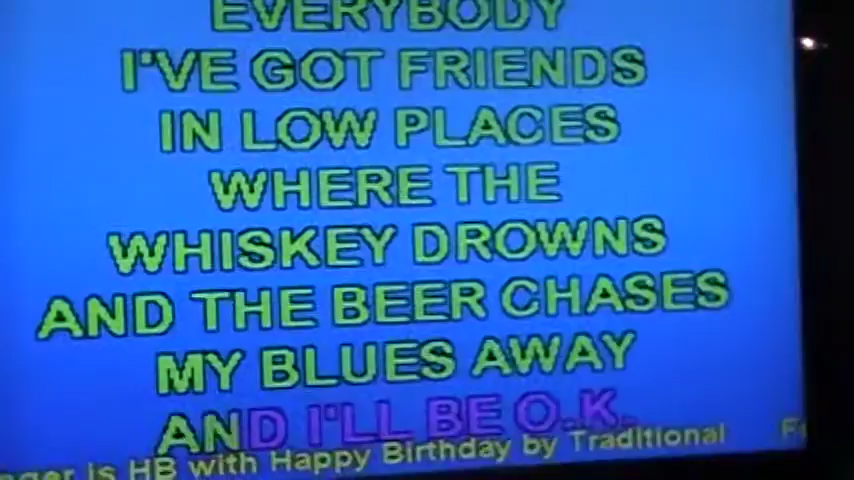 EVERYBODY
I'VE GOT FRIENDS
IN LOW PLACES
WHERE THE
WHISKEY DROWNS
AND THE BEER CHASES
MY BLUES AWAY
AND I'LL BE O.K.
is HB with Happy Birthday by Traditional